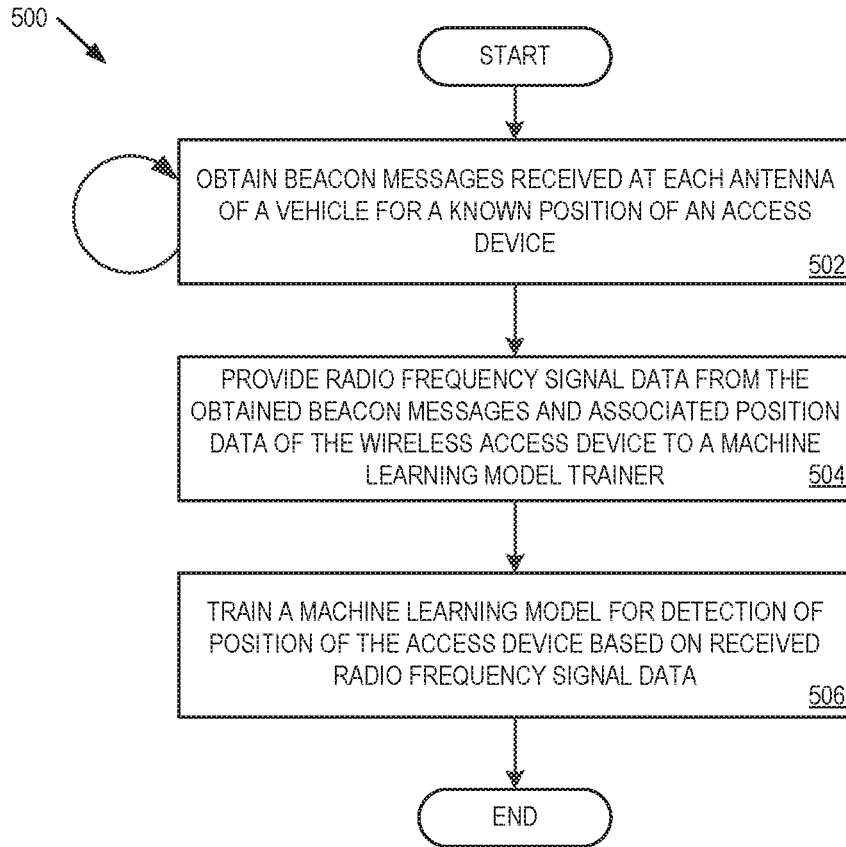 500
START
OBTAIN BEACON MESSAGES RECEIVED AT EACH ANTENNA
OF A VEHICLE FOR A KNOWN POSITION OF AN ACCESS
DEVICE
502
PROVIDE RADIO FREQUENCY SIGNAL DATA FROM THE
OBTAINED BEACON MESSAGES AND ASSOCIATED POSITION
DATA OF THE WIRELESS ACCESS DEVICE TO A MACHINE
LEARNING MODEL TRAINER
504
TRAIN A MACHINE LEARNING MODEL FOR DETECTION OF
POSITION OF THE ACCESS DEVICE BASED ON RECEIVED
RADIO FREQUENCY SIGNAL DATA
506
END